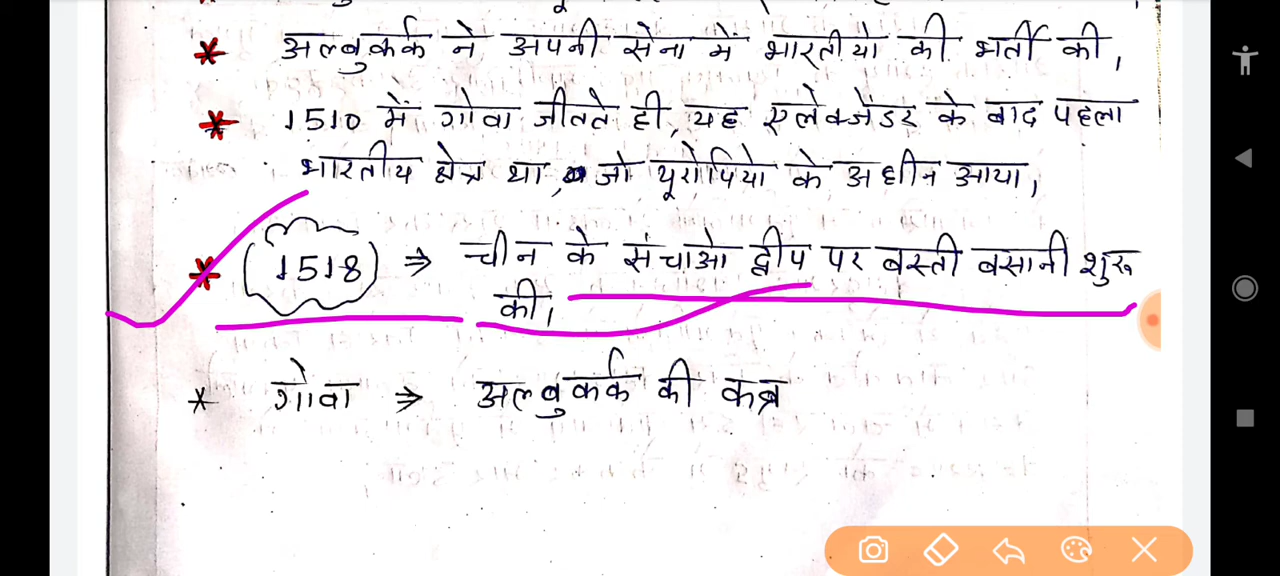 * अलबुकर्क ने अपनी सेना में भारतीयो की भर्ती की,
* 1510 में गोवा जीतते ही, यह एलेक्जेंडर के बाद पहला
भारतीय क्षेत्र था, जो यूरोपियो के अधीन आया,
* (1518) ⇒ चीन के संचाओ द्वीप पर बस्ती बसानी शुरू
की,
* गोवा ⇒ अलबुकर्क की कब्र